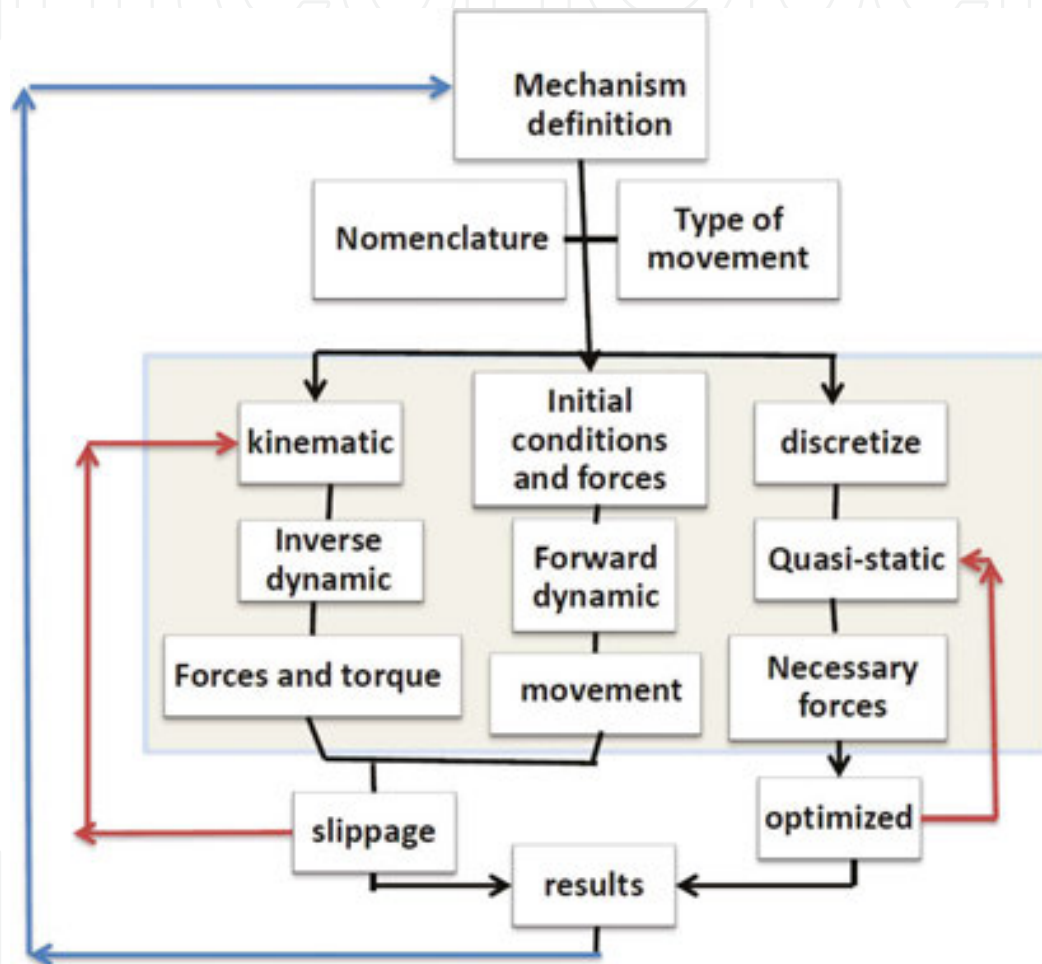 Mechanism
definition
Nomenclature
Type of
movement
kinematic
Initial
conditions
and forces
discretize
Inverse
dynamic
Forward
dynamic
Quasi-static
Forces and torque
movement
Necessary
forces
slippage
optimized
results